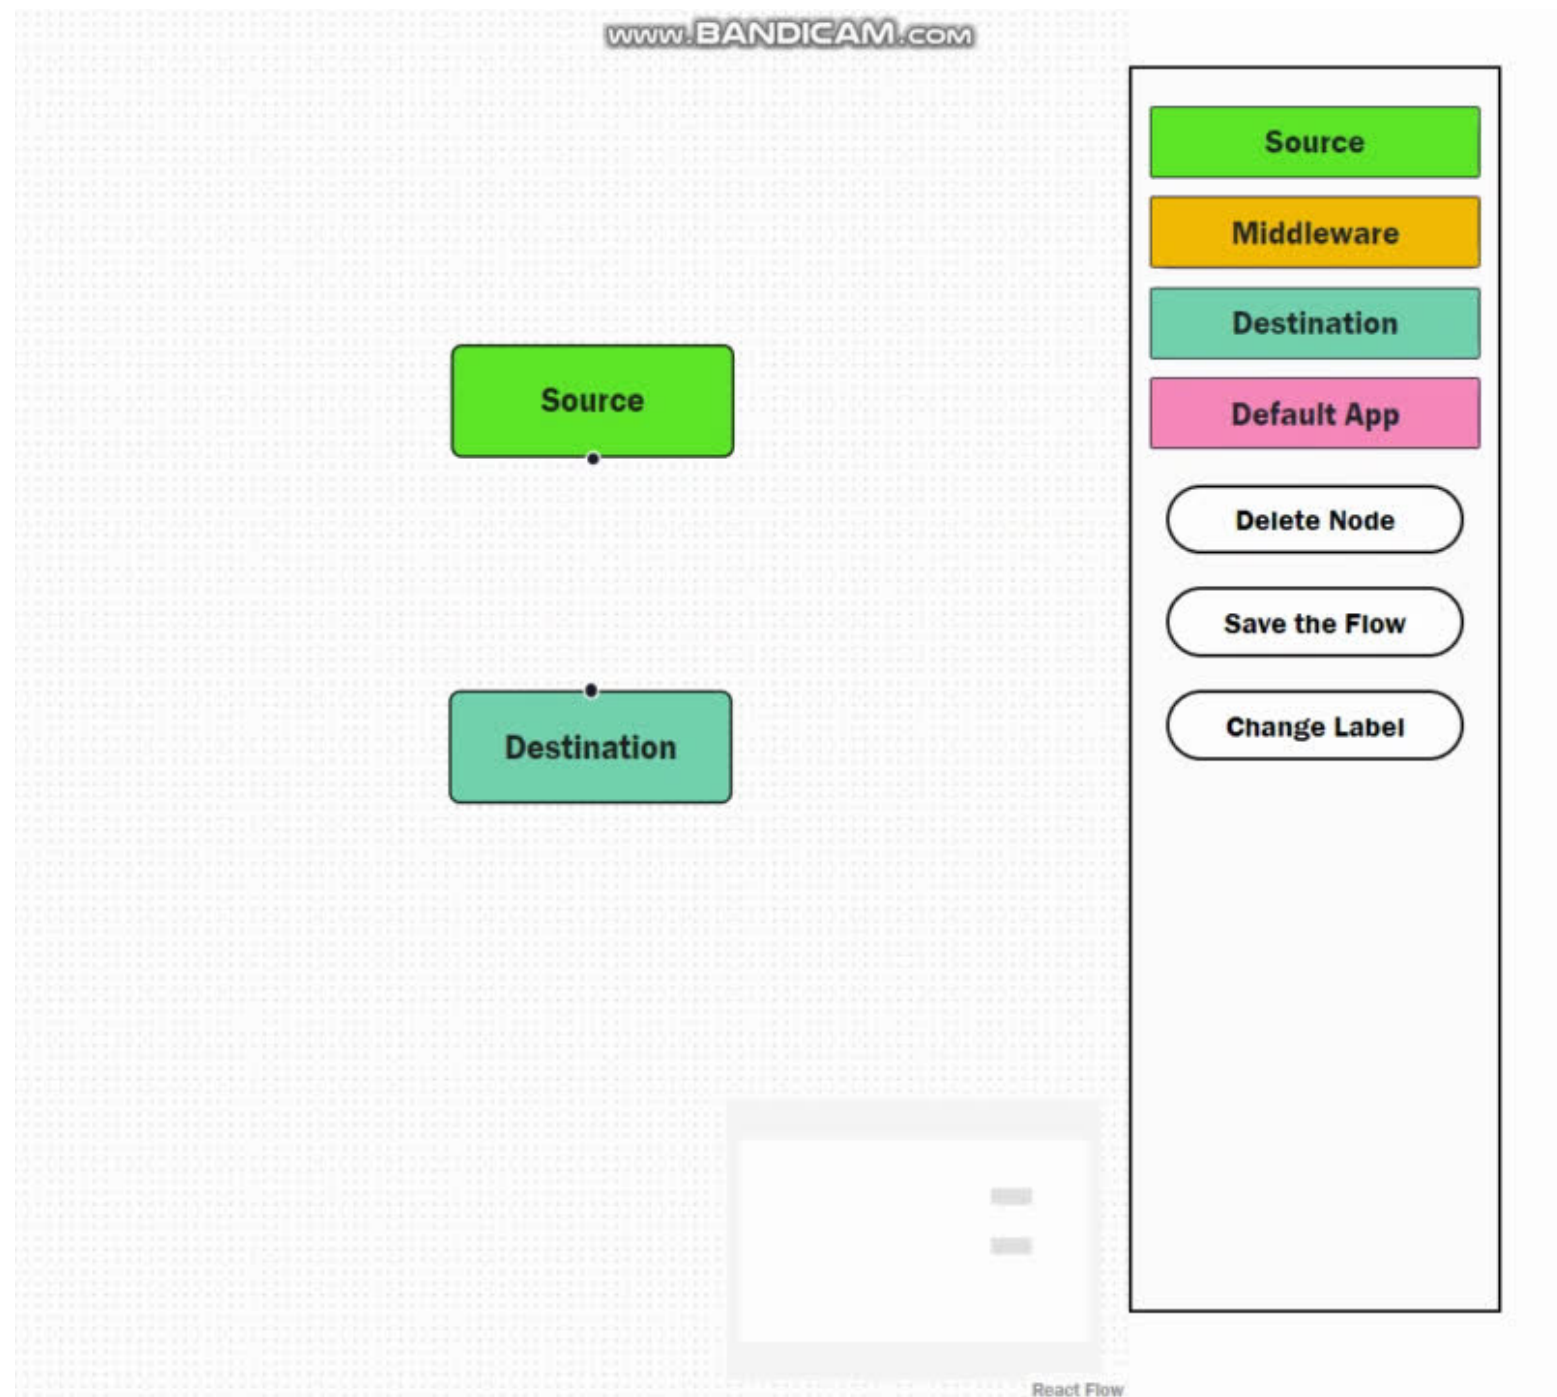 www.BANDICAM.com
Source
Destination
Source
Middleware
Destination
Default App
Delete Node
Save the Flow
Change Label
React Flow